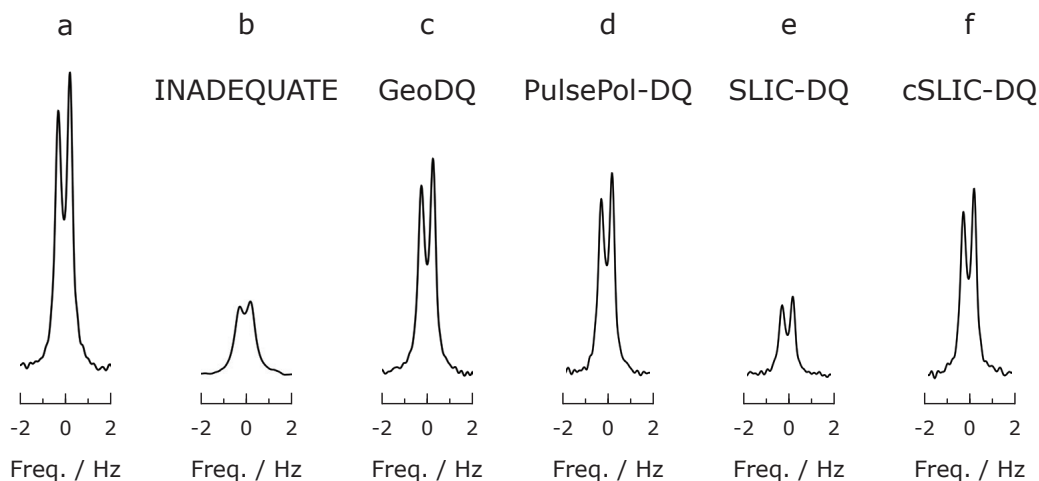 a b c d e f
INADEQUATE GeoDQ PulsePol-DQ SLIC-DQ cSLIC-DQ
-2 0 2 -2 0 2 -2 0 2 -2 0 2 -2 0 2 -2 0 2
Freq. / Hz Freq. / Hz Freq. / Hz Freq. / Hz Freq. / Hz Freq. / Hz